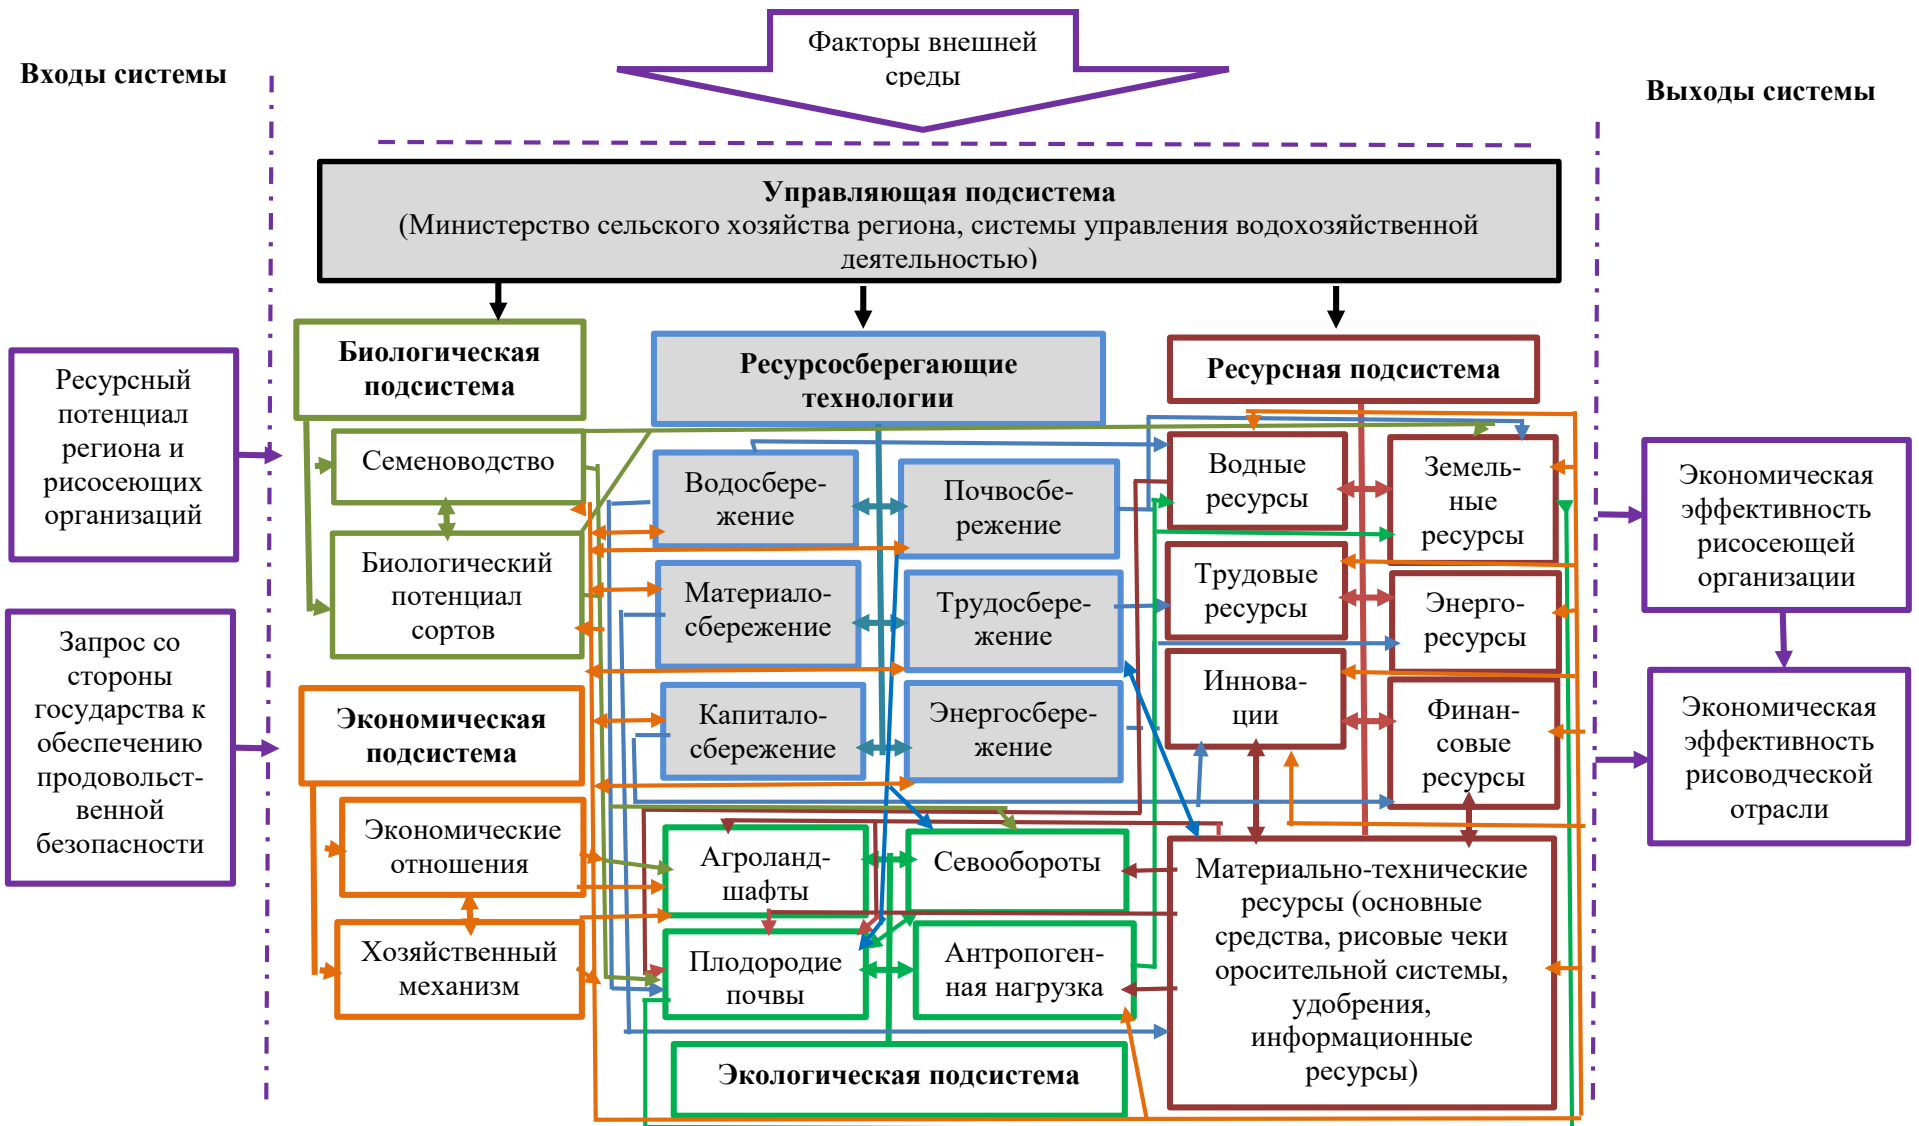 Факторы внешней
среды
Входы системы
Выходы системы
Управляющая подсистема
(Министерство сельского хозяйства региона, системы управления водохозяйственной
деятельностью)
Биологическая
подсистема
Ресурсосберегающие
технологии
Ресурсная подсистема
Ресурсный
потенциал
региона и
рисосеющих
организаций
Запрос со
стороны
государства к
обеспечению
продовольст-
венной
безопасности
Семеноводство
Биологический
потенциал
сортов
Экономическая
подсистема
Экономические
отношения
Хозяйственный
механизм
Водосбере-
жение
Почвосбе-
режение
Материало-
сбережение
Трудосбере-
жение
Капитало-
сбережение
Энергосбере-
жение
Агроланд-
шафты
Севообороты
Плодородие
почвы
Антропоген-
ная нагрузка
Экологическая подсистема
Водные
ресурсы
Земель-
ные
ресурсы
Трудовые
ресурсы
Энерго-
ресурсы
Иннова-
ции
Финан-
совые
ресурсы
Материально-технические
ресурсы (основные
средства, рисовые чеки
оросительной системы,
удобрения,
информационные
ресурсы)
Экономическая
эффективность
рисосеющей
организации
Экономическая
эффективность
рисоводческой
отрасли